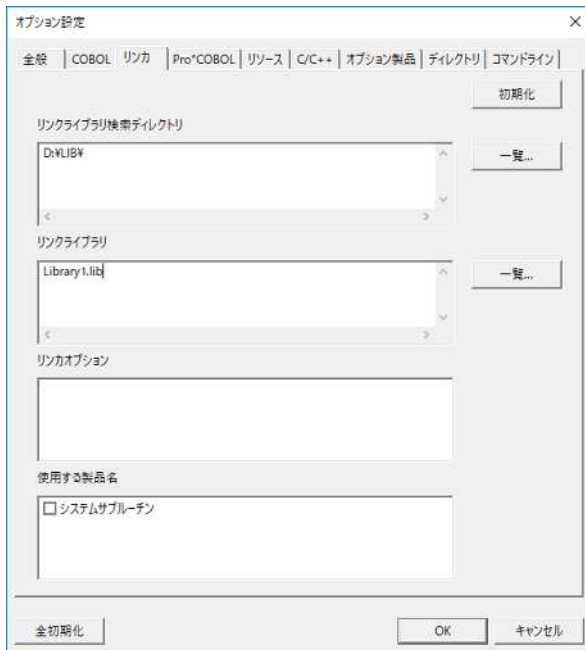 オプション設定
全般 COBOL リンカ Pro*COBOL リソース C/C++ オプション製品 ディレクトリ コマンドライン
初期化
リンクライブラリ検索ディレクトリ
D:¥LIB¥
一覧...
リンクライブラリ
Library1.lib
一覧...
リンカオプション
使用する製品名
システムサブルーチン
全初期化 OK キャンセル